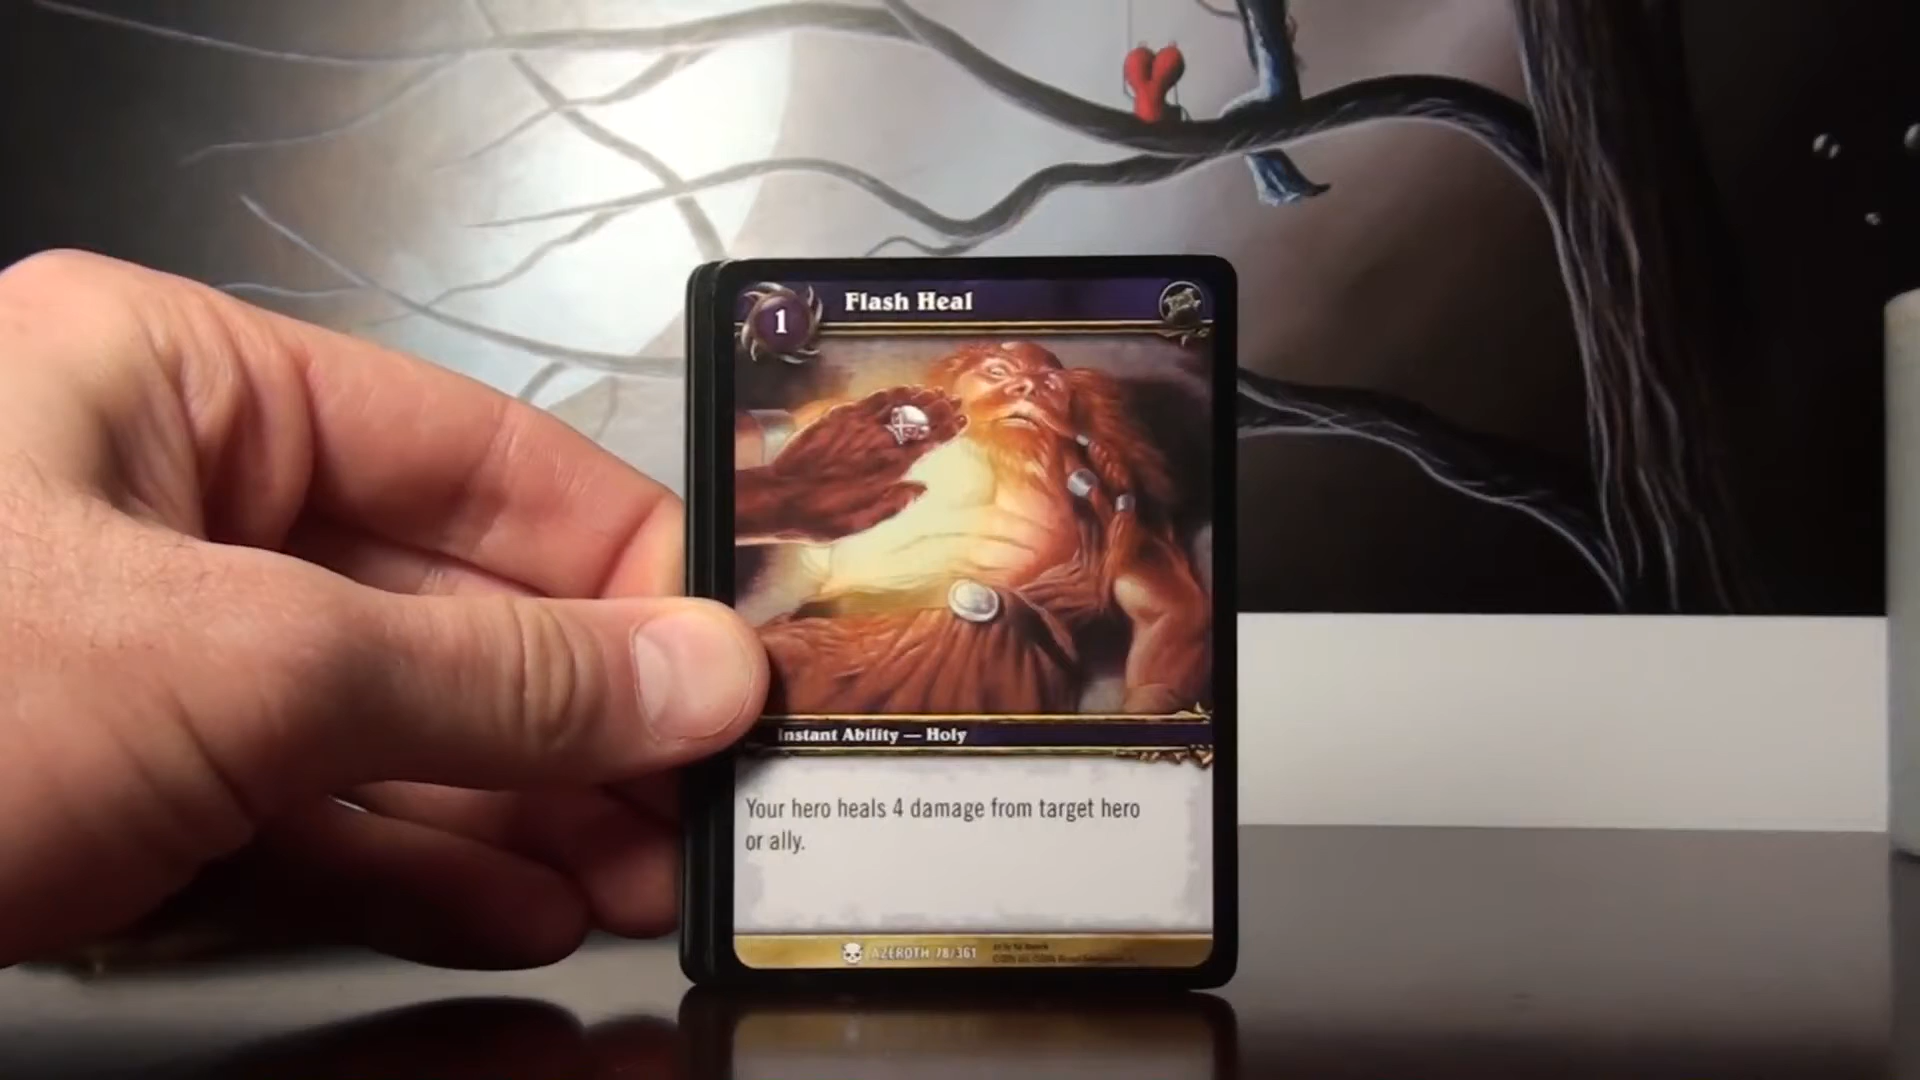 1
Flash Heal
Instant Ability — Holy
Your hero heals 4 damage from target hero
or ally.
AZEROTH 78/361